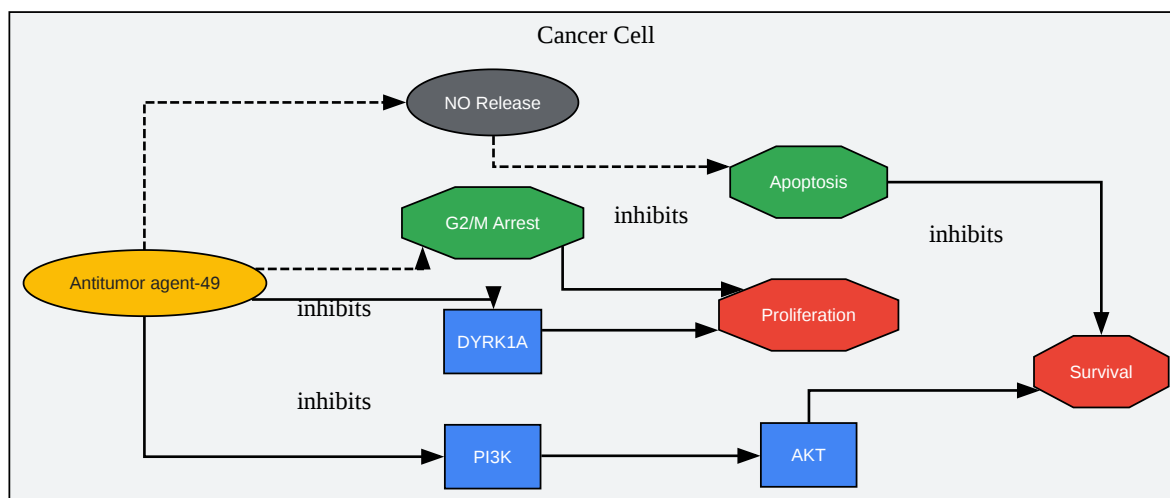 Cancer Cell
NO Release
Apoptosis
G2/M Arrest
inhibits
inhibits
Antitumor agent-49
inhibits
Proliferation
DYRK1A
Survival
inhibits
PI3K
AKT